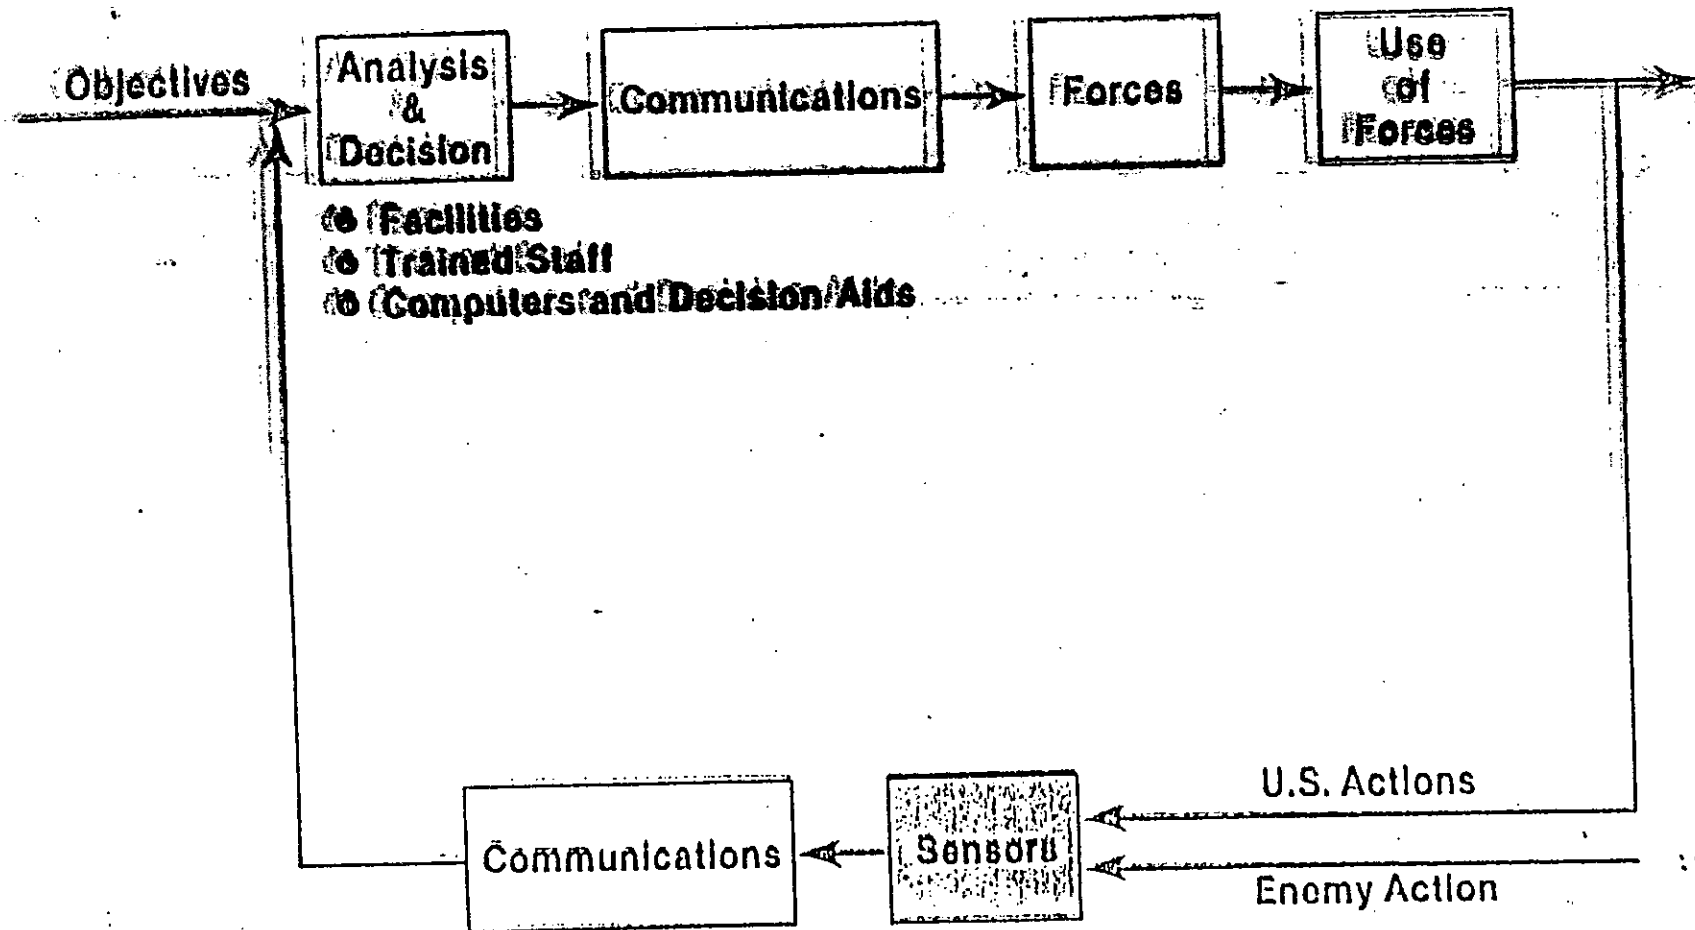 Objectives
Analysis
&
Decision
Communications
Forces
Use
of
Forces
● Facilities
● Trained Staff
● Computers and Decision Aids
U.S. Actions
Communications
Sensors
Enemy Action